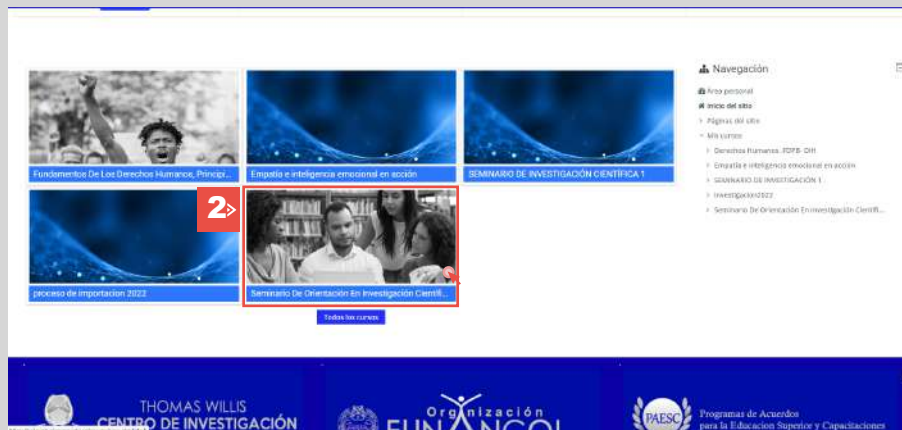 Fundamentos De Los Derechos Humanos, Principi...
Empatía e inteligencia emocional en acción
SEMINARIO DE INVESTIGACIÓN CIENTÍFICA 1
2
proceso de importacion 2022
Seminario De Orientación En Investigación Científi...
Todos los cursos
Navegación
Área personal
Inicio del sitio
Páginas del sitio
Mis cursos
Derechos Humanos
Empatía e inteligencia emocional en acción
SEMINARIO DE INVESTIGACIÓN 1
Investigacion2022
Seminario De Orientación En Investigación Científi...
THOMAS WILLIS
CENTRO DE INVESTIGACIÓN
Organización
PAESC
Programas de Acuerdos
para la Educacion Superior y Capacitaciones